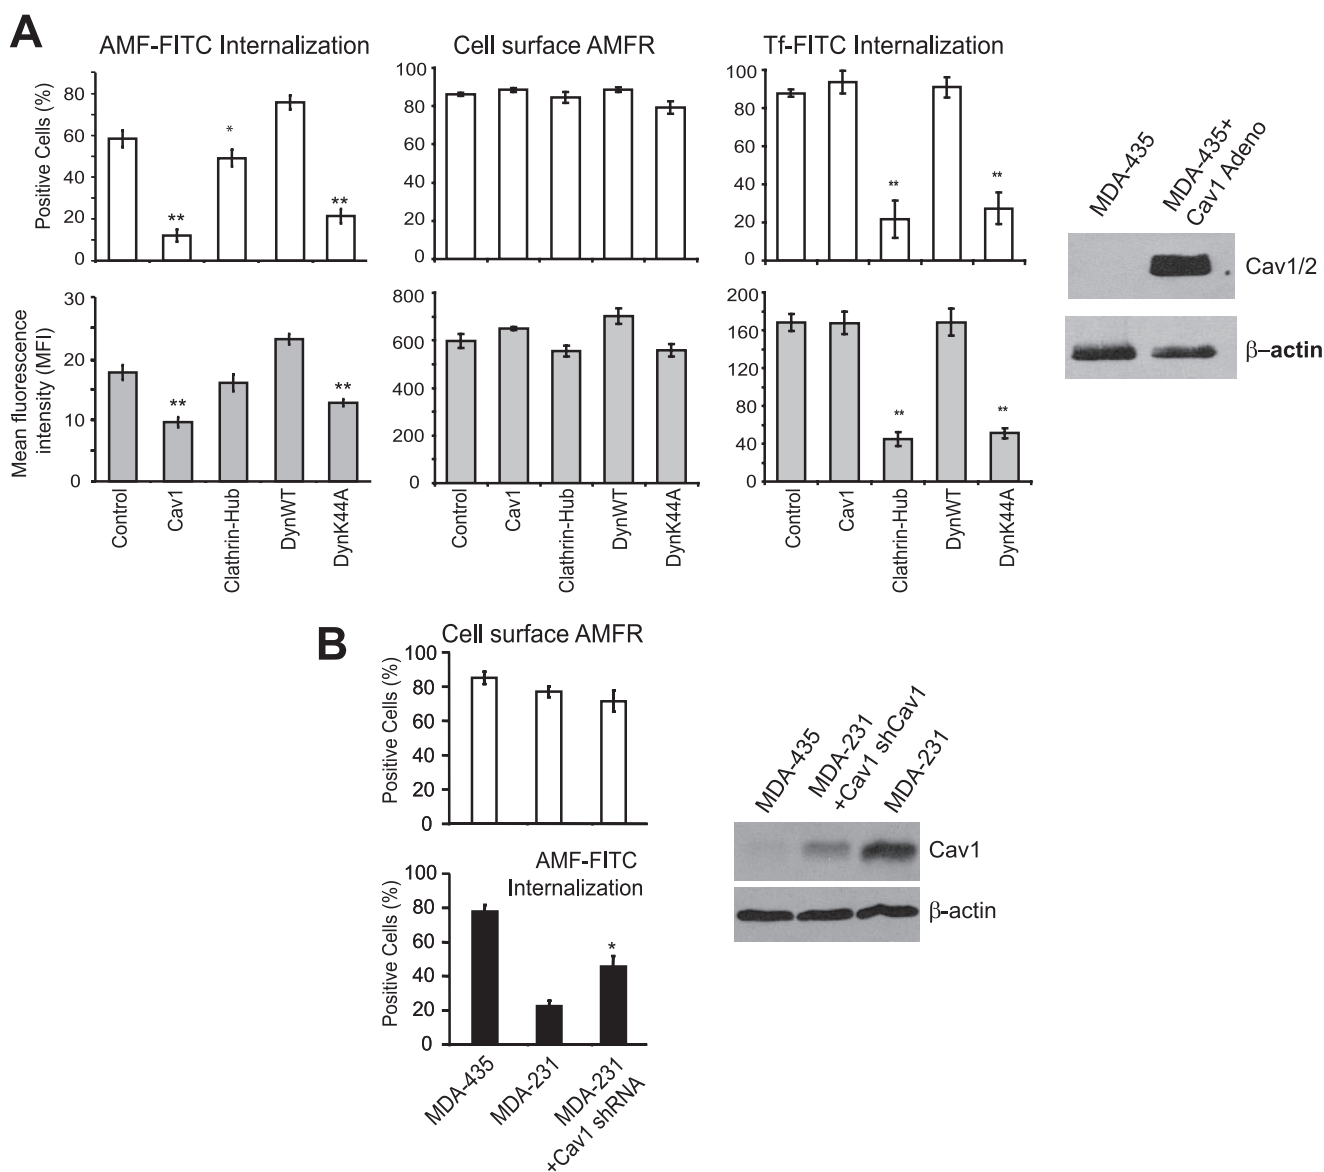 A
AMF-FITC Internalization
Cell surface AMFR
Tf-FITC Internalization
Positive Cells (%)
80
60
40
20
0
100
80
60
40
20
0
100
80
60
40
20
0
**
*
**
**
**
Mean fluorescence
intensity (MFI)
30
20
10
0
800
600
400
200
0
200
160
120
80
40
0
**
**
**
**
Control
Cav1
Clathrin-Hub
DynWT
DynK44A
Control
Cav1
Clathrin-Hub
DynWT
DynK44A
Control
Cav1
Clathrin-Hub
DynWT
DynK44A
MDA-435
MDA-435+
Cav1 Adeno
Cav1/2
β–actin
B
Cell surface AMFR
Positive Cells (%)
100
80
60
40
20
0
AMF-FITC
Internalization
Positive Cells (%)
100
80
60
40
20
0
*
MDA-435
MDA-231
MDA-231
+Cav1 shRNA
MDA-435
MDA-231
+Cav1 shCav1
MDA-231
Cav1
β-actin